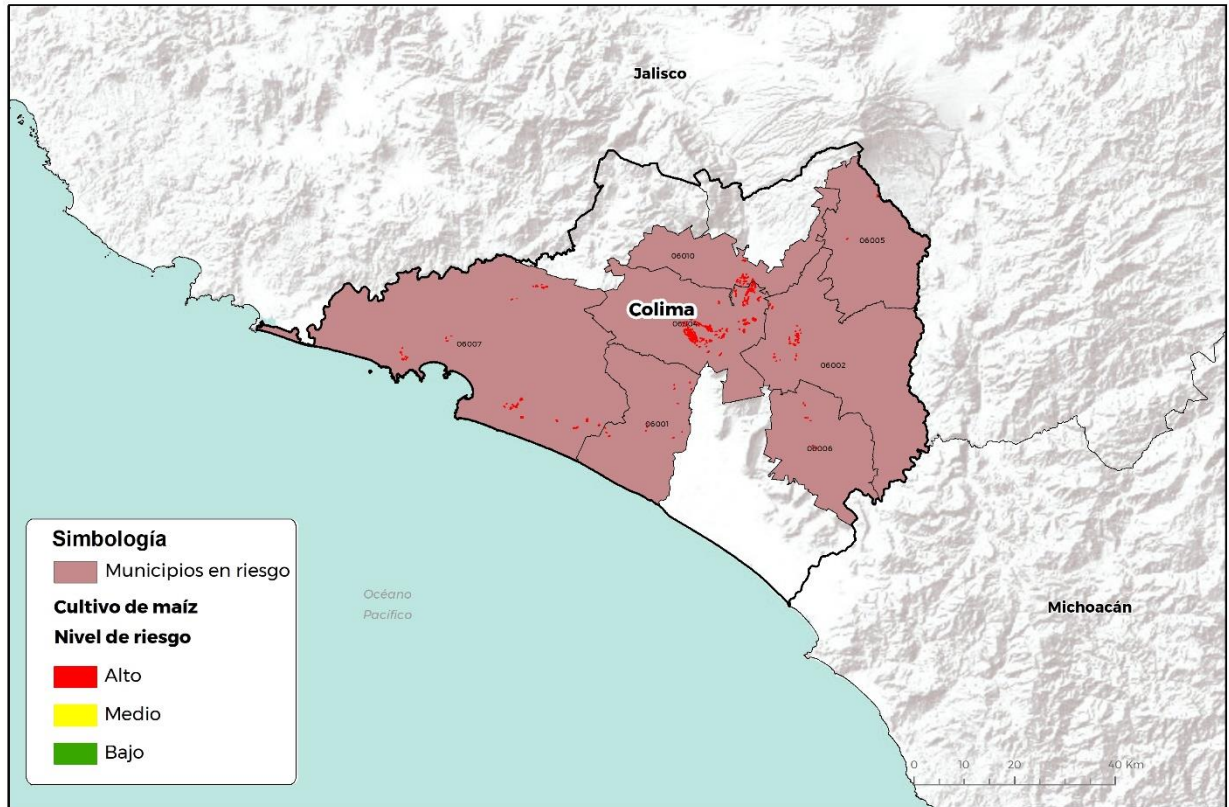 Jalisco
06005
06010
Colima
06007
06002
06001
06006
Simbología
Municipios en riesgo
Cultivo de maíz
Nivel de riesgo
Alto
Medio
Bajo
Océano
Pacífico
Michoacán
0 10 20 40 Km